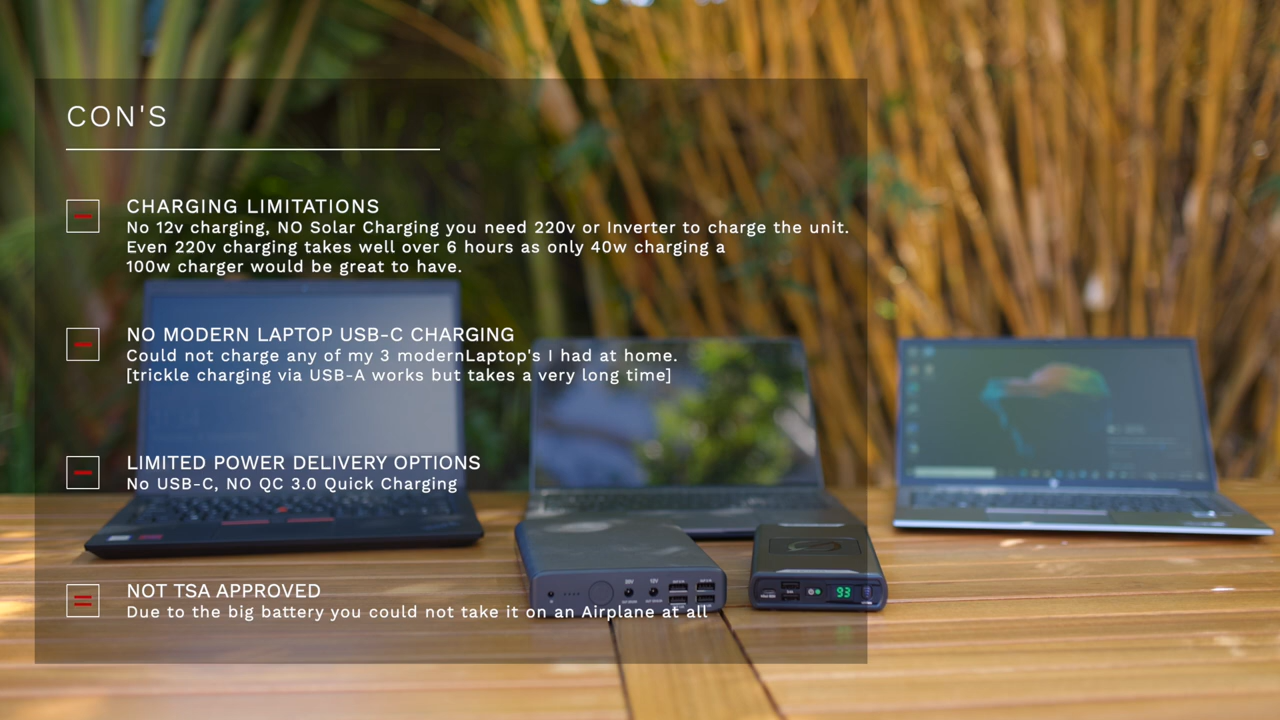 CON'S
CHARGING LIMITATIONS
No 12v charging, NO Solar Charging you need 220v or Inverter to charge the unit.
Even 220v charging takes well over 6 hours as only 40w charging a
100w charger would be great to have.
NO MODERN LAPTOP USB-C CHARGING
Could not charge any of my 3 modernLaptop's I had at home.
[trickle charging via USB-A works but takes a very long time]
LIMITED POWER DELIVERY OPTIONS
No USB-C, NO QC 3.0 Quick Charging
20V 12V
93
NOT TSA APPROVED
Due to the big battery you could not take it on an Airplane at all